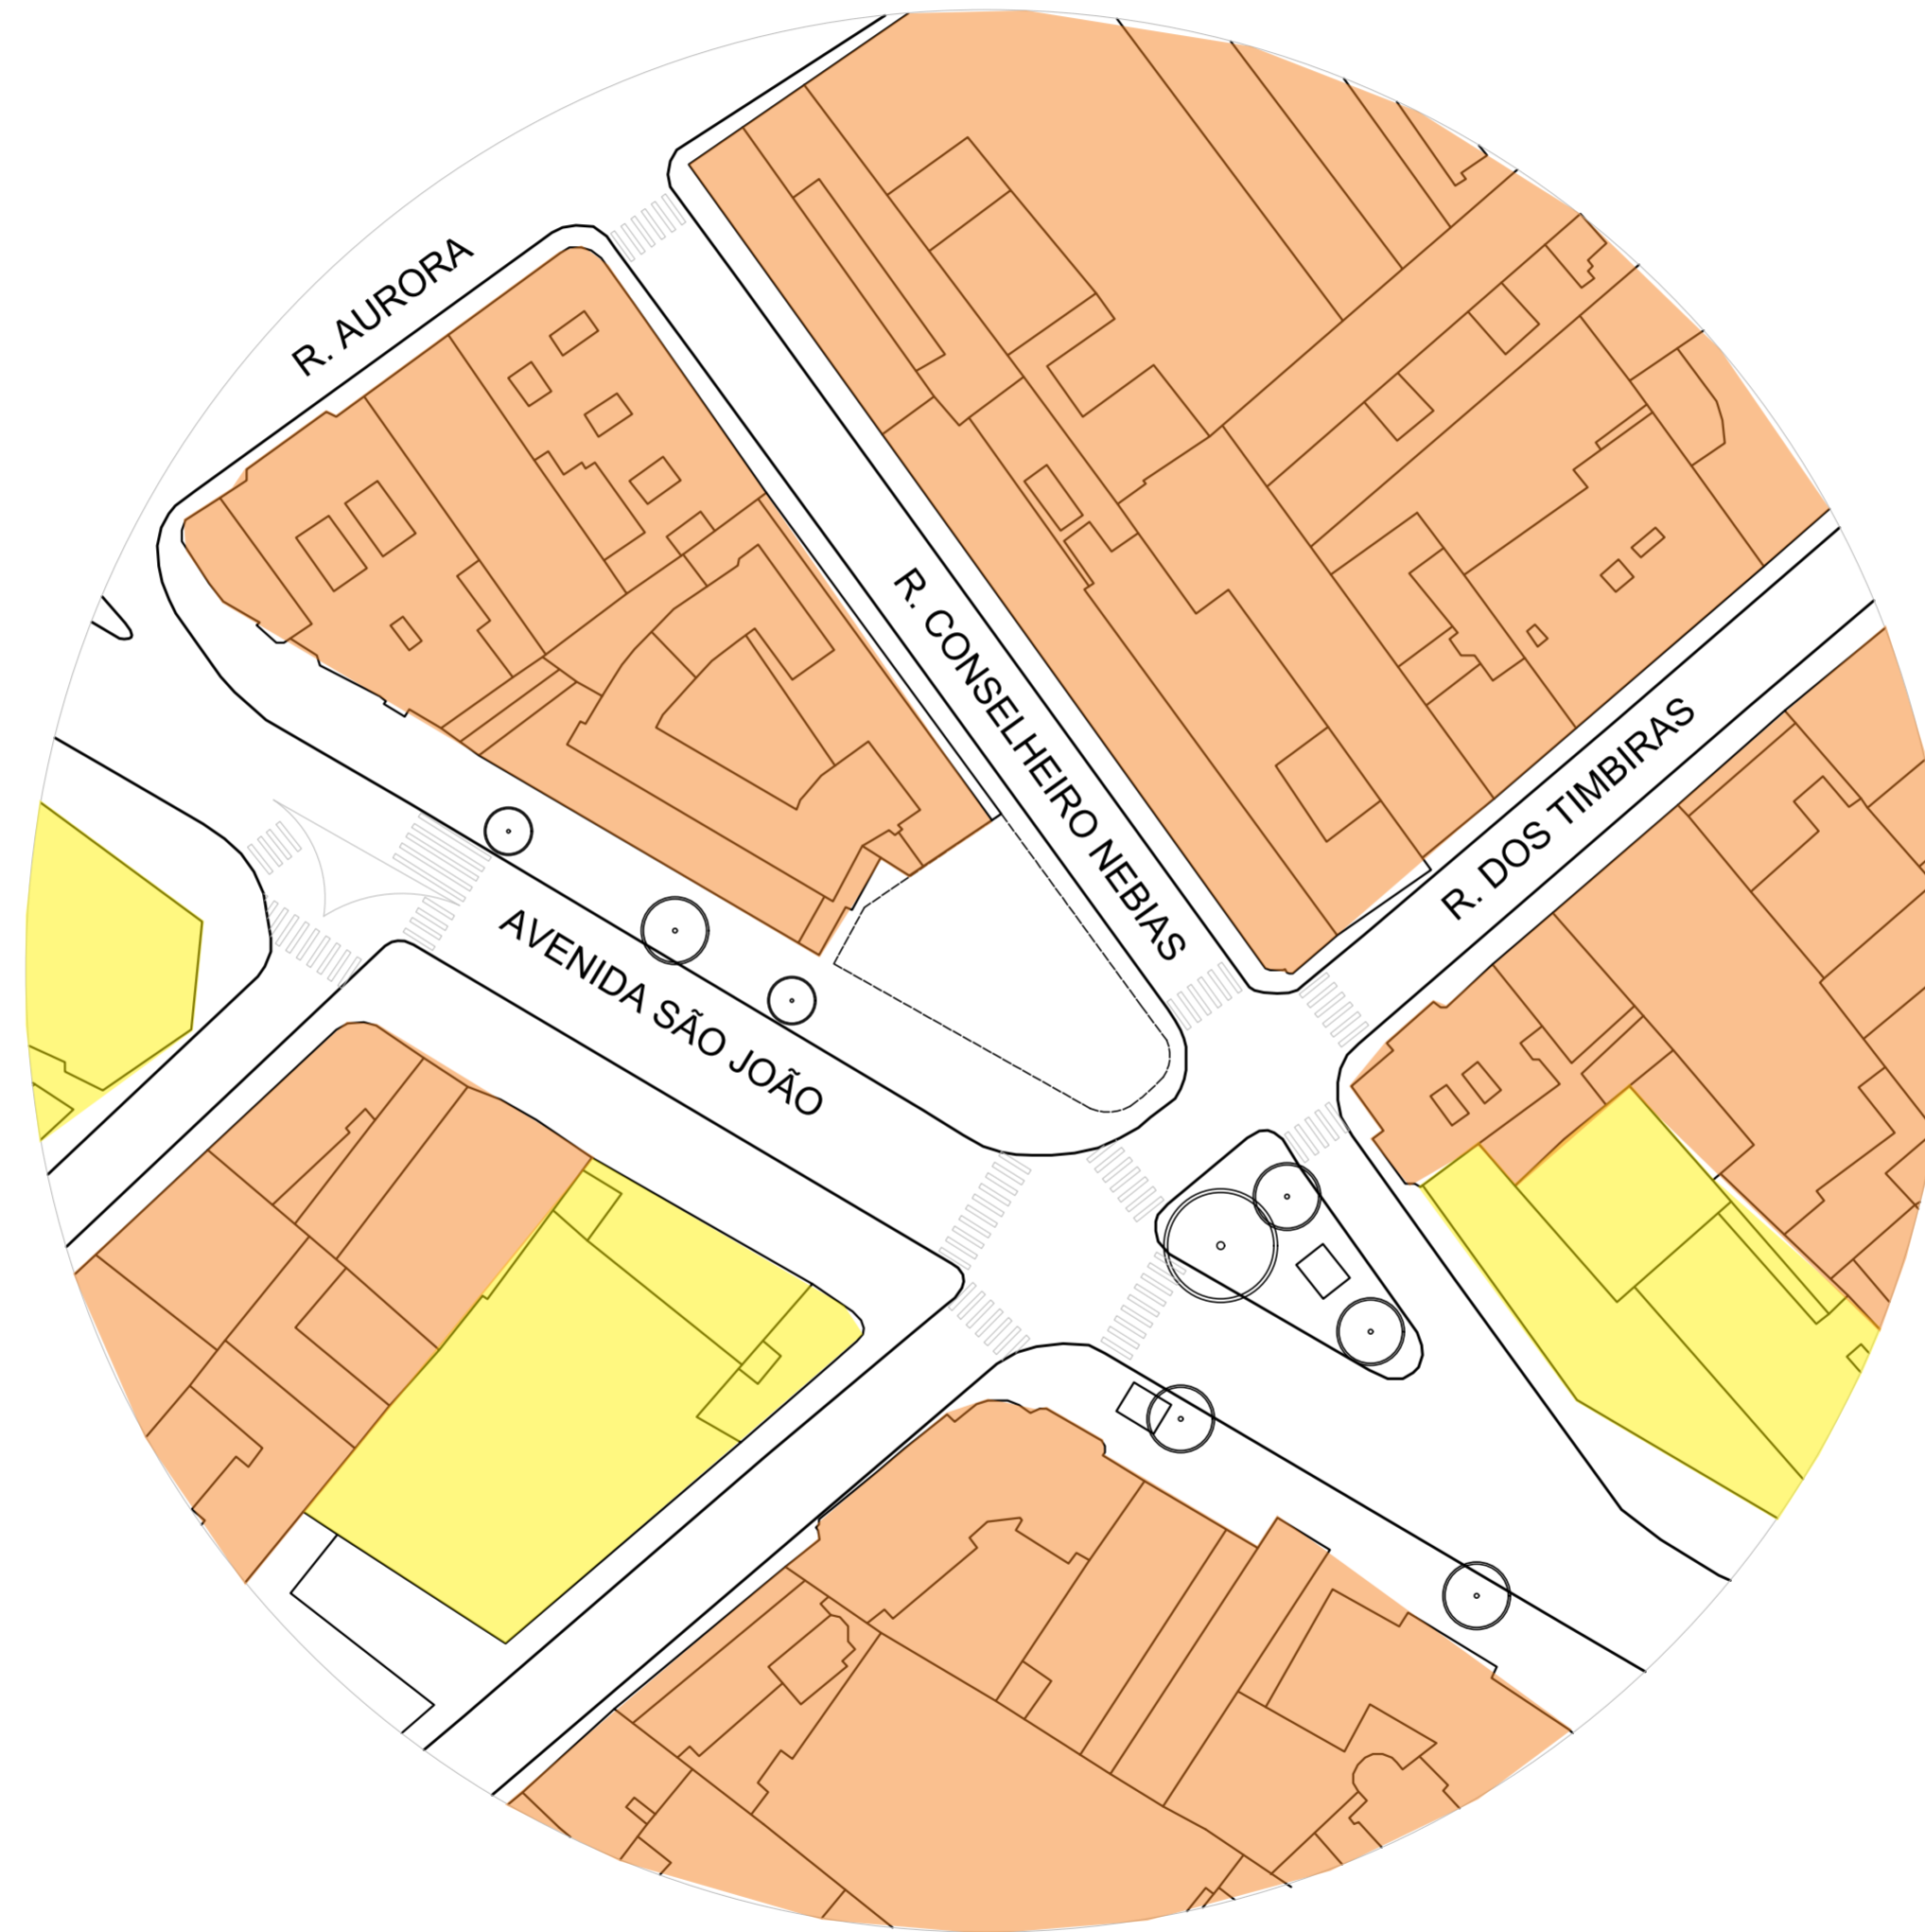 R. AURORA
R. CONSELHEIRO NEBIAS
R. DOS TIMBIRAS
AVENIDA SÃO JOÃO